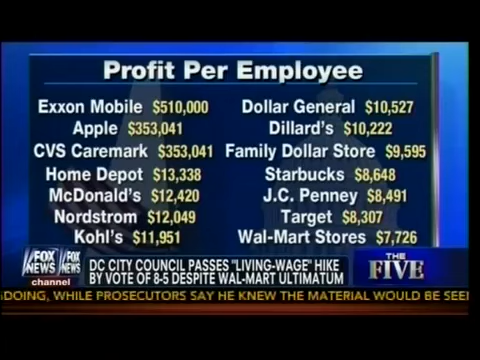 Profit Per Employee
Exxon Mobile $510,000
Apple $353,041
CVS Caremark $353,041
Home Depot $13,338
McDonald's $12,420
Nordstrom $12,049
Kohl's $11,951
Dollar General $10,527
Dillard's $10,222
Family Dollar Store $9,595
Starbucks $8,648
J.C. Penney $8,491
Target $8,307
Wal-Mart Stores $7,726
FOX NEWS channel
FOX NEWS
DC CITY COUNCIL PASSES "LIVING-WAGE" HIKE
BY VOTE OF 8-5 DESPITE WAL-MART ULTIMATUM
THE FIVE
DOING, WHILE PROSECUTORS SAY HE KNEW THE MATERIAL WOULD BE SEEN